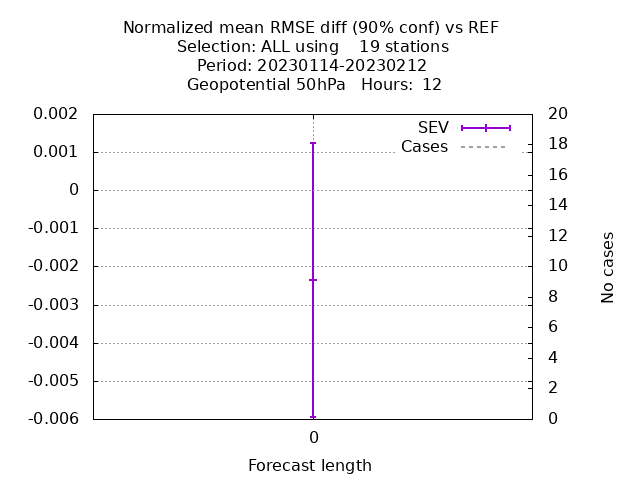 Normalized mean RMSE diff (90% conf) vs REF
Selection: ALL using    19 stations
Period: 20230114-20230212
Geopotential 50hPa   Hours:  12
0.002
0.001
0
-0.001
-0.002
-0.003
-0.004
-0.005
-0.006
SEV
Cases
20
18
16
14
12
10
8
6
4
2
0
No cases
0
Forecast length